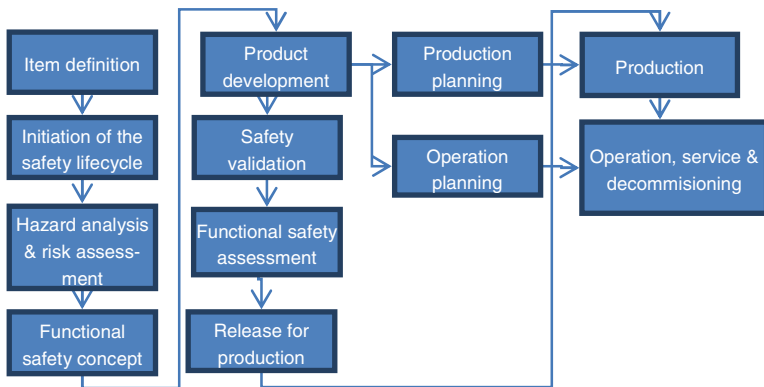 Item definition
Initiation of the
safety lifecycle
Hazard analysis
& risk assess-
ment
Functional
safety concept
Product
development
Safety
validation
Functional safety
assessment
Release for
production
Production
planning
Operation
planning
Production
Operation, service &
decommisioning